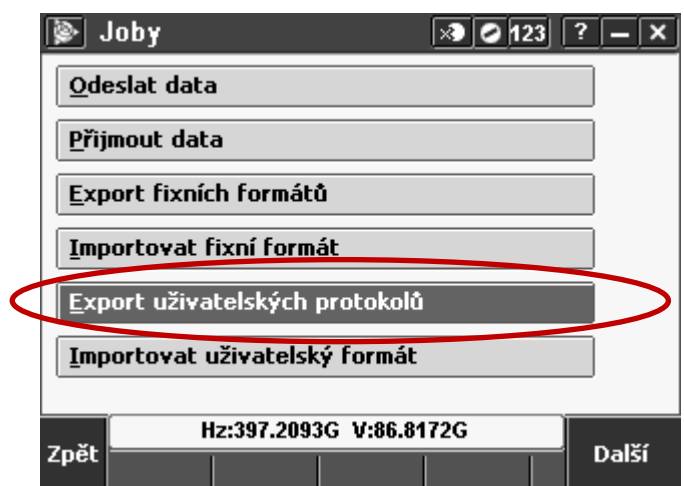 Joby 123 ?
Odeslat data
Přijmout data
Export fixních formátů
Importovat fixní formát
Export uživatelských protokolů
Importovat uživatelský formát
Hz:397.2093G V:86.8172G
Zpět Další